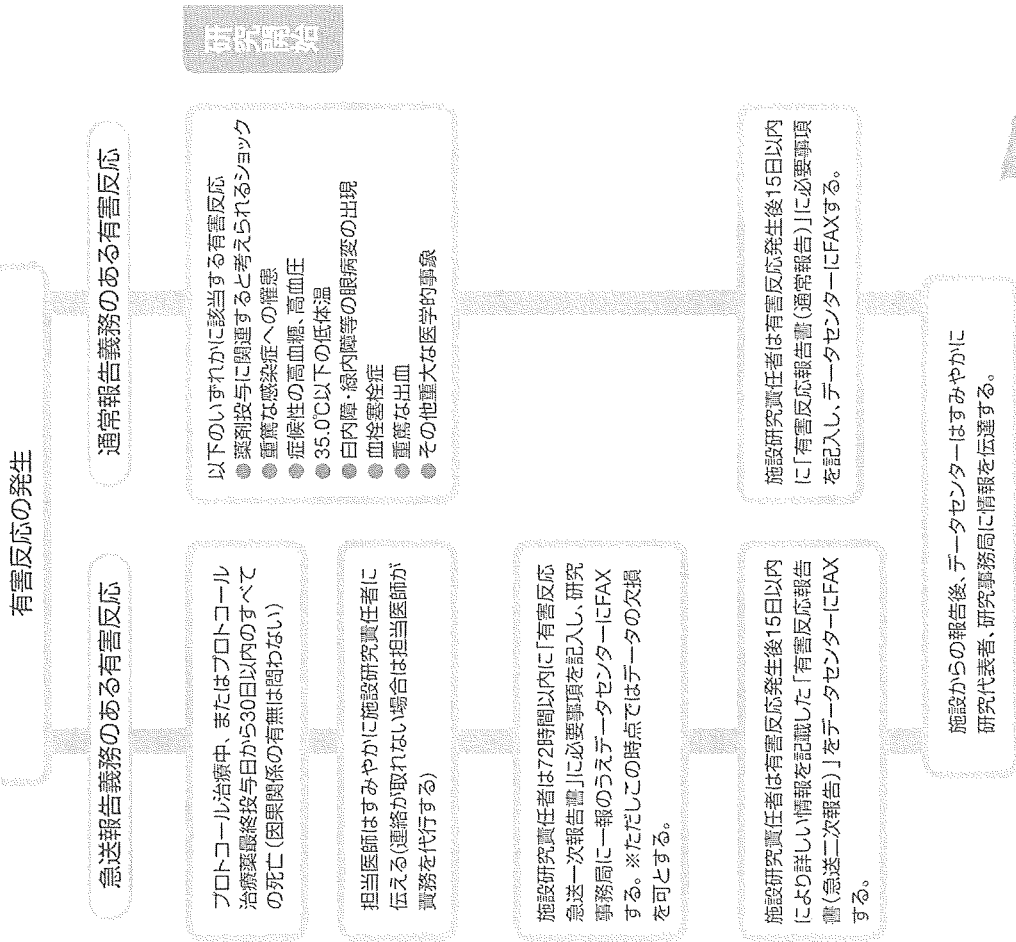 有害反応の発生
急送報告義務のある有害反応
プロトコール治療中、またはプロトコール
治療薬最終投与日から30日以内のすべて
の死亡(因果関係の有無は問わない)
担当医師はすみやかに施設研究責任者に
伝える(連絡が取れない場合は担当医師が
責務を代行する)
施設研究責任者は72時間以内に「有害反応
急送一次報告書」に必要事項を記入し、研究
事務局に一報のうえデータセンターにFAX
する。※ただしこの時点ではデータの欠損
を可とする。
施設研究責任者は有害反応発生後15日以内
により詳しい情報を記載した「有害反応報告
書(急送二次報告)」をデータセンターにFAX
する。
通常報告義務のある有害反応
以下のいずれかに該当する有害反応
●薬剤投与に関連すると考えられるショック
●重篤な感染症への罹患
●症候性の高血糖、高血圧
●35.0℃以下の低体温
●白内障・緑内障等の眼病変の出現
●血栓塞栓症
●重篤な出血
●その他重大な医学的事象
施設研究責任者は有害反応発生後15日以内
に「有害反応報告書(通常報告)」に必要事項
を記入し、データセンターにFAXする。
施設からの報告後、データセンターはすみやかに
研究代表者、研究事務局に情報を伝達する。
研究開始